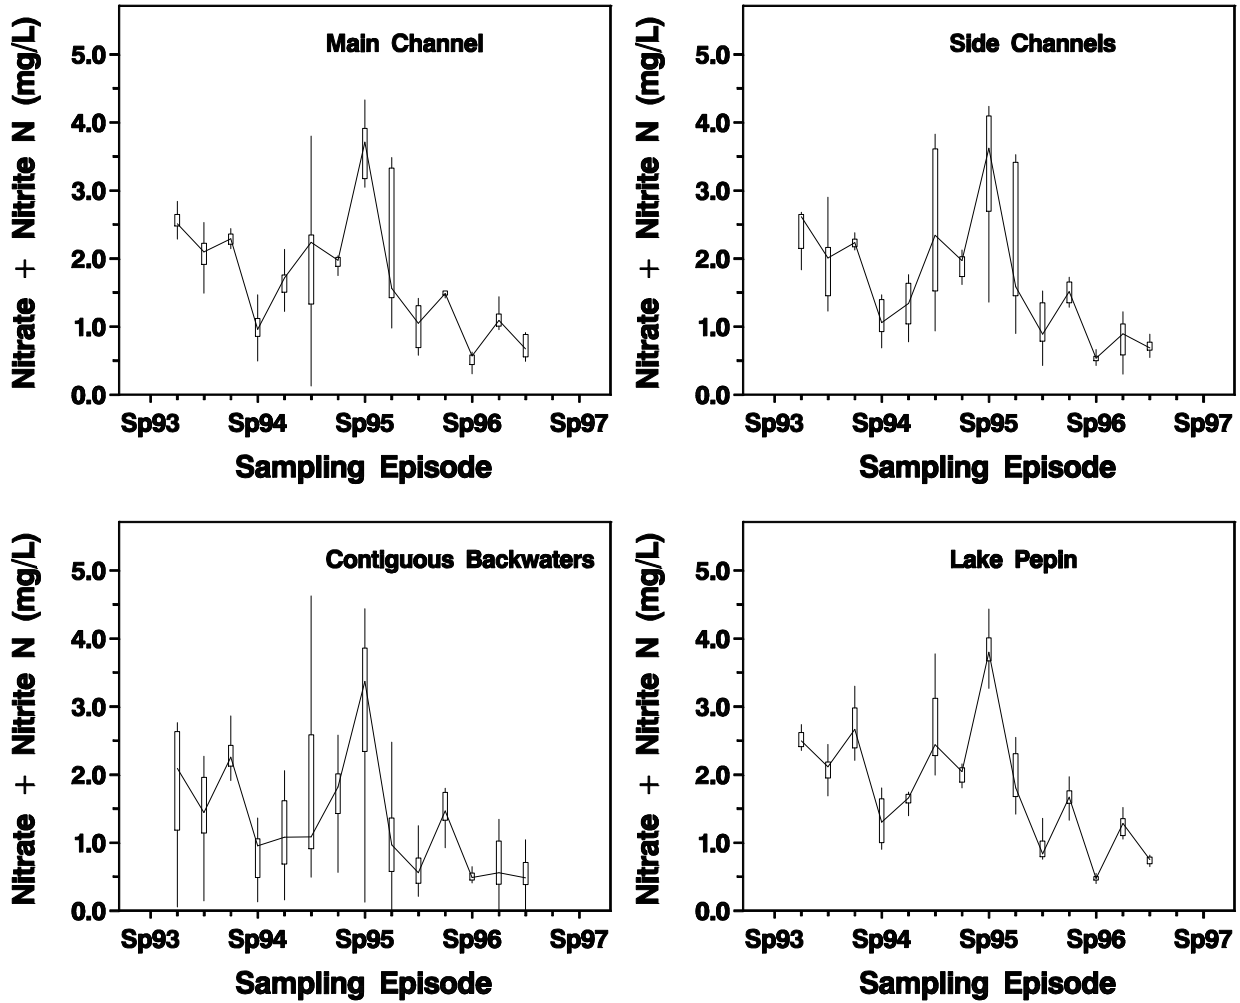 Main Channel
Nitrate + Nitrite N (mg/L)
5.0
4.0
3.0
2.0
1.0
0.0
Sp93 Sp94 Sp95 Sp96 Sp97
Sampling Episode
Side Channels
Nitrate + Nitrite N (mg/L)
5.0
4.0
3.0
2.0
1.0
0.0
Sp93 Sp94 Sp95 Sp96 Sp97
Sampling Episode
Contiguous Backwaters
Nitrate + Nitrite N (mg/L)
5.0
4.0
3.0
2.0
1.0
0.0
Sp93 Sp94 Sp95 Sp96 Sp97
Sampling Episode
Lake Pepin
Nitrate + Nitrite N (mg/L)
5.0
4.0
3.0
2.0
1.0
0.0
Sp93 Sp94 Sp95 Sp96 Sp97
Sampling Episode